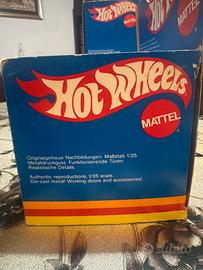 Hot Wheels
MATTEL
Originalgetreue Nachbildungen. Maßstab 1/25
Metalldruckguss. Funktionierende Türen.
Realistische Details.
Authentic reproductions, 1/25 scale.
Die-cast metal! Working doors and accessories!
subito